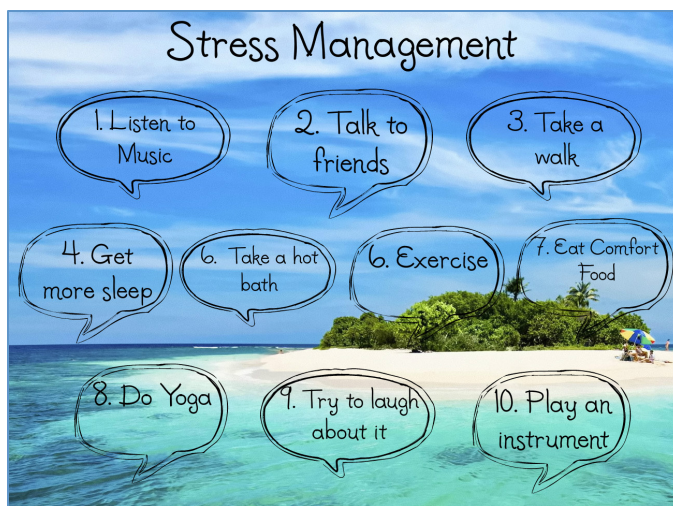 Stress Management
1. Listen to
Music
2. Talk to
friends
3. Take a
walk
4. Get
more sleep
6. Take a hot
bath
6. Exercise
7. Eat Comfort
Food
8. Do Yoga
9. Try to laugh
about it
10. Play an
instrument